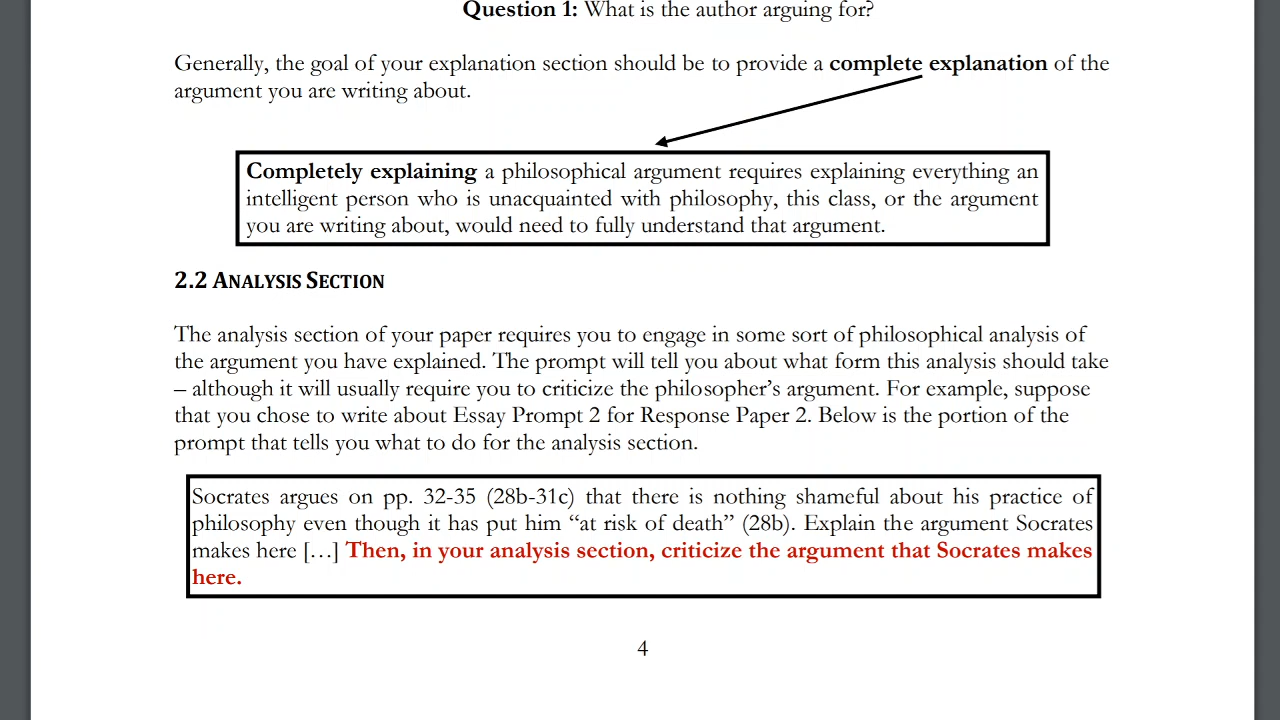 Question 1: What is the author arguing for?
Generally, the goal of your explanation section should be to provide a complete explanation of the
argument you are writing about.
Completely explaining a philosophical argument requires explaining everything an
intelligent person who is unacquainted with philosophy, this class, or the argument
you are writing about, would need to fully understand that argument.
2.2 ANALYSIS SECTION
The analysis section of your paper requires you to engage in some sort of philosophical analysis of
the argument you have explained. The prompt will tell you about what form this analysis should take
– although it will usually require you to criticize the philosopher’s argument. For example, suppose
that you chose to write about Essay Prompt 2 for Response Paper 2. Below is the portion of the
prompt that tells you what to do for the analysis section.
Socrates argues on pp. 32-35 (28b-31c) that there is nothing shameful about his practice of
philosophy even though it has put him “at risk of death” (28b). Explain the argument Socrates
makes here […] Then, in your analysis section, criticize the argument that Socrates makes
here.
4